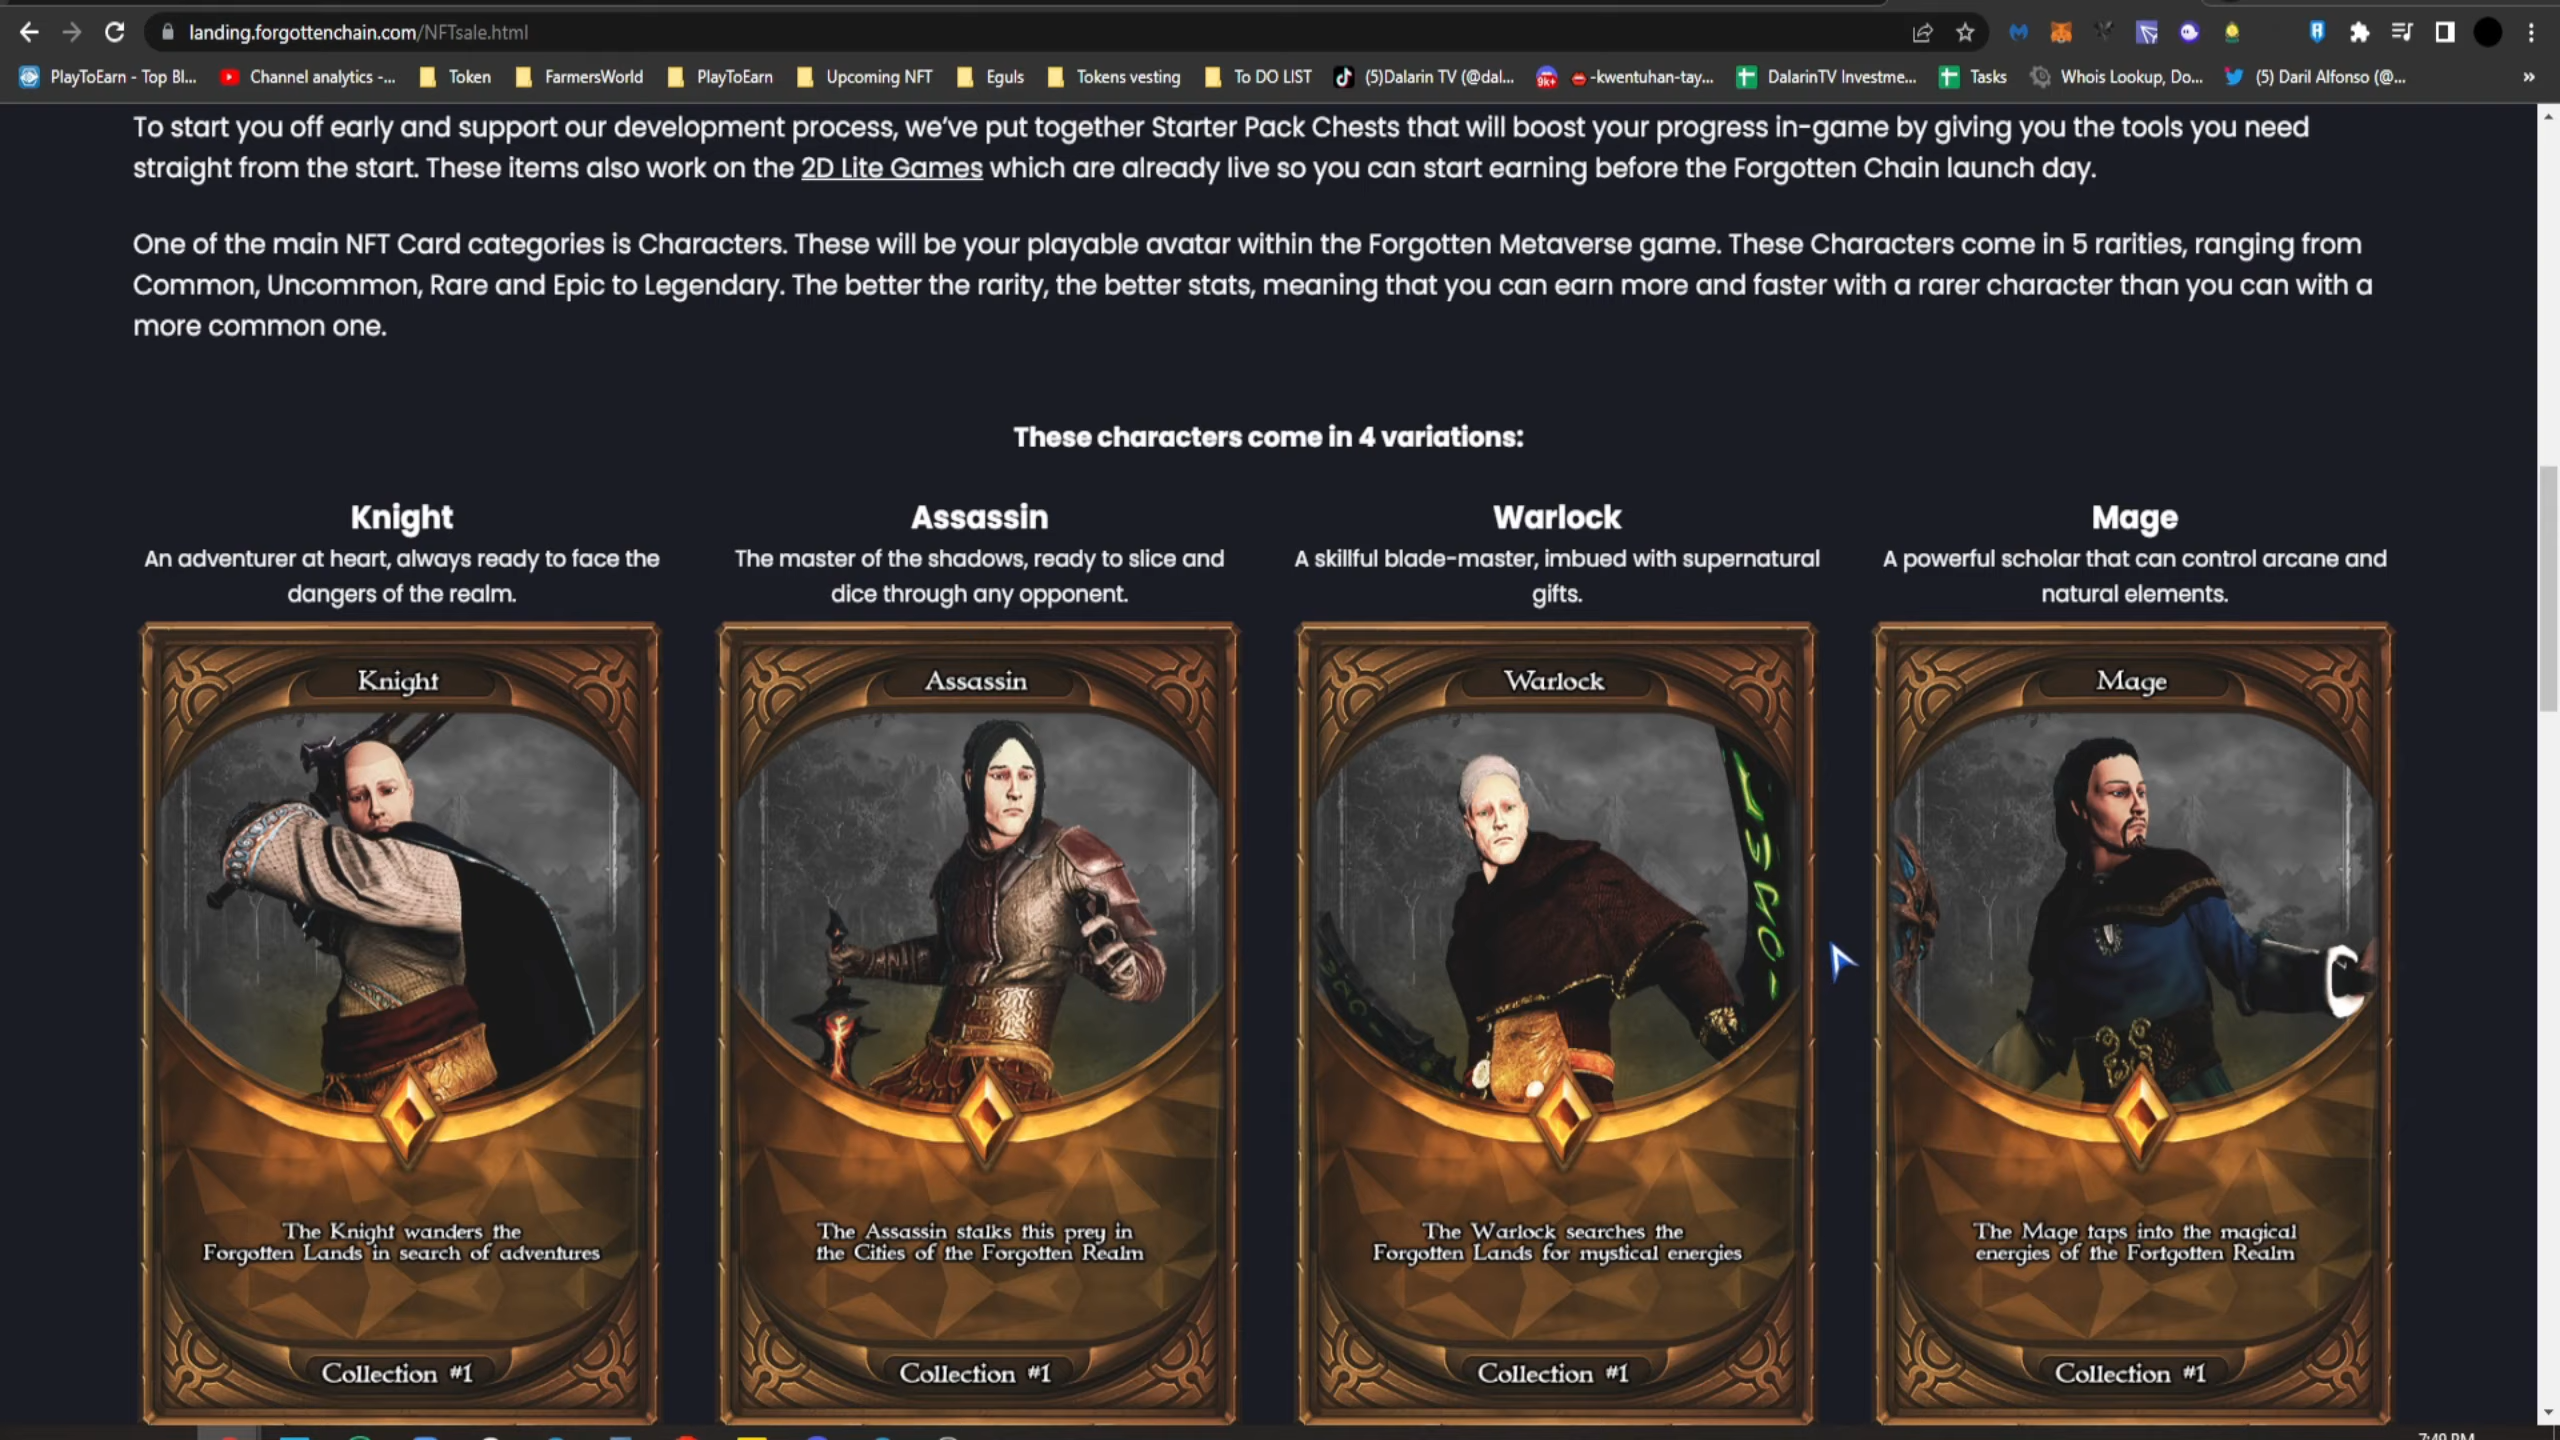 landing.forgottenchain.com/NFTsale.html
PlayToEarn - Top Bl... Channel analytics -... Token FarmersWorld PlayToEarn Upcoming NFT Eguls Tokens vesting To DO LIST (5)Dalarin TV (@dal... 9K+ -kwentuhan-tay... DalarinTV Investme... Tasks Whois Lookup, Do... (5) Daril Alfonso (@... »
To start you off early and support our development process, we've put together Starter Pack Chests that will boost your progress in-game by giving you the tools you need
straight from the start. These items also work on the 2D Lite Games which are already live so you can start earning before the Forgotten Chain launch day.
One of the main NFT Card categories is Characters. These will be your playable avatar within the Forgotten Metaverse game. These Characters come in 5 rarities, ranging from
Common, Uncommon, Rare and Epic to Legendary. The better the rarity, the better stats, meaning that you can earn more and faster with a rarer character than you can with a
more common one.
These characters come in 4 variations:
Knight
An adventurer at heart, always ready to face the
dangers of the realm.
Knight
The Knight wanders the
Forgotten Lands in search of adventures
Collection #1
Assassin
The master of the shadows, ready to slice and
dice through any opponent.
Assassin
The Assassin stalks this prey in
the Cities of the Forgotten Realm
Collection #1
Warlock
A skillful blade-master, imbued with supernatural
gifts.
Warlock
The Warlock searches the
Forgotten Lands for mystical energies
Collection #1
Mage
A powerful scholar that can control arcane and
natural elements.
Mage
The Mage taps into the magical
energies of the Fortgotten Realm
Collection #1
7:49 PM